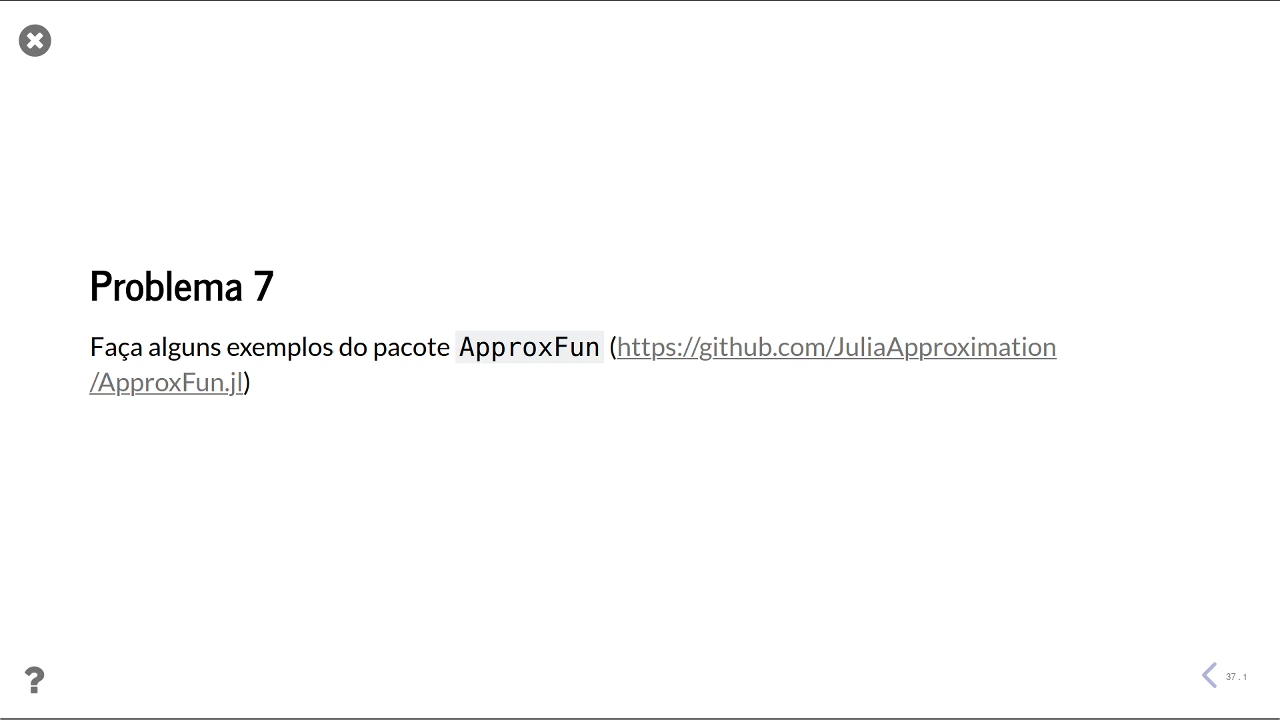 Problema 7
Faça alguns exemplos do pacote ApproxFun (https://github.com/JuliaApproximation
/ApproxFun.jl)
?
37 . 1